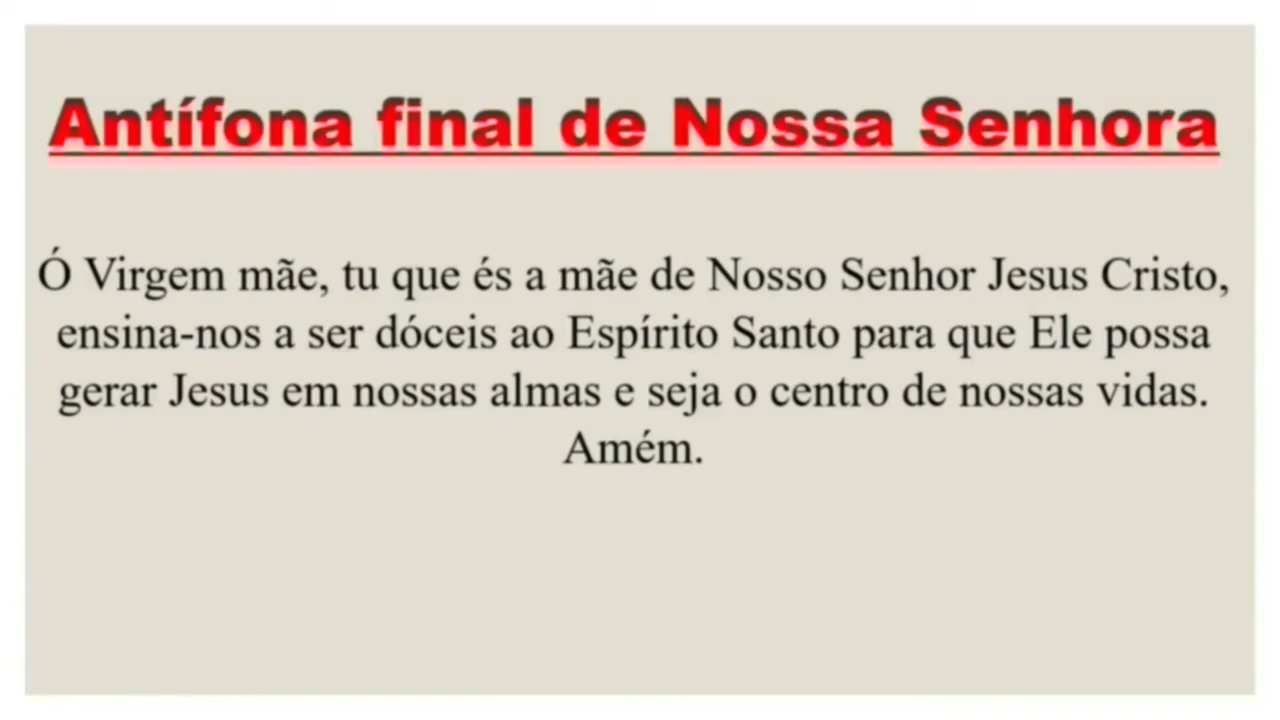 Antífona final de Nossa Senhora
Ó Virgem mãe, tu que és a mãe de Nosso Senhor Jesus Cristo,
ensina-nos a ser dóceis ao Espírito Santo para que Ele possa
gerar Jesus em nossas almas e seja o centro de nossas vidas.
Amém.